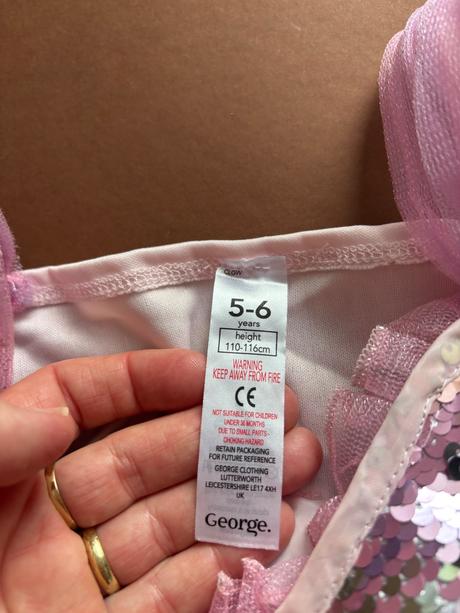 CLOW
5-6
years
height
110-116cm
WARNING
KEEP AWAY FROM FIRE
CE
NOT SUITABLE FOR CHILDREN
UNDER 36 MONTHS
DUE TO SMALL PARTS -
CHOKING HAZARD
RETAIN PACKAGING
FOR FUTURE REFERENCE
GEORGE CLOTHING
LUTTERWORTH
LEICESTERSHIRE LE17 4XH
UK
George.